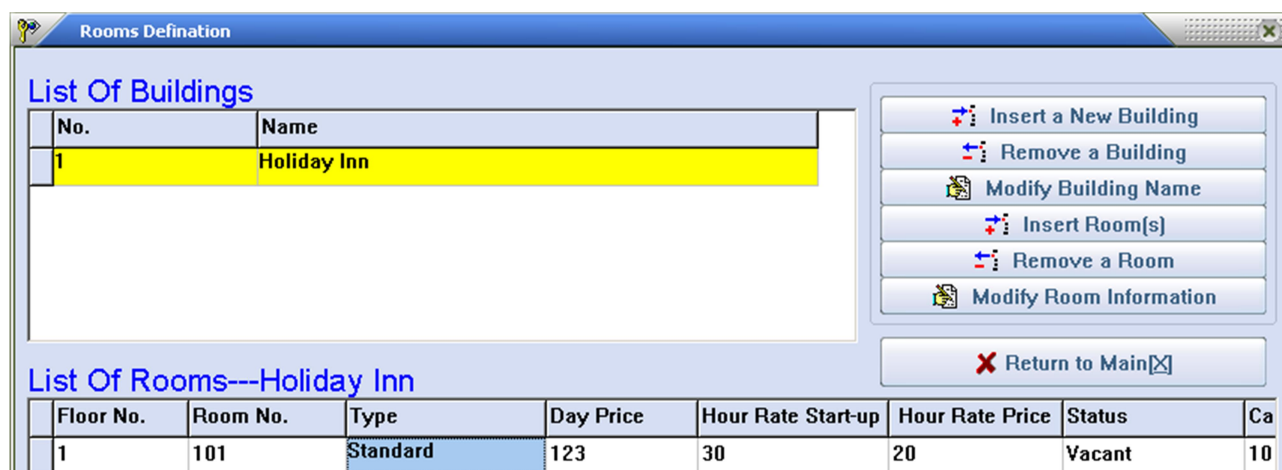 Rooms Defination
List Of Buildings
No. Name
1 Holiday Inn
Insert a New Building
Remove a Building
Modify Building Name
Insert Room(s)
Remove a Room
Modify Room Information
Return to Main[X]
List Of Rooms---Holiday Inn
Floor No. Room No. Type Day Price Hour Rate Start-up Hour Rate Price Status Ca
1 101 Standard 123 30 20 Vacant 10